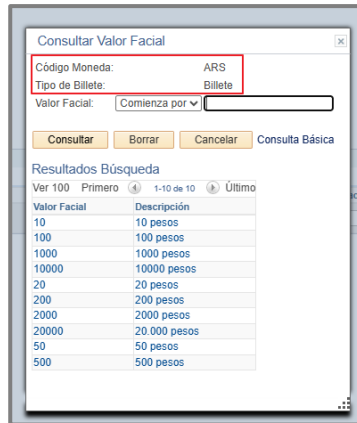 Consultar Valor Facial
Código Moneda: ARS
Tipo de Billete: Billete
Valor Facial: Comienza por
Consultar Borrar Cancelar Consulta Básica
Resultados Búsqueda
Ver 100 Primero 1-10 de 10 Último
Valor Facial Descripción
10 10 pesos
100 100 pesos
1000 1000 pesos
10000 10000 pesos
20 20 pesos
200 200 pesos
2000 2000 pesos
20000 20.000 pesos
50 50 pesos
500 500 pesos